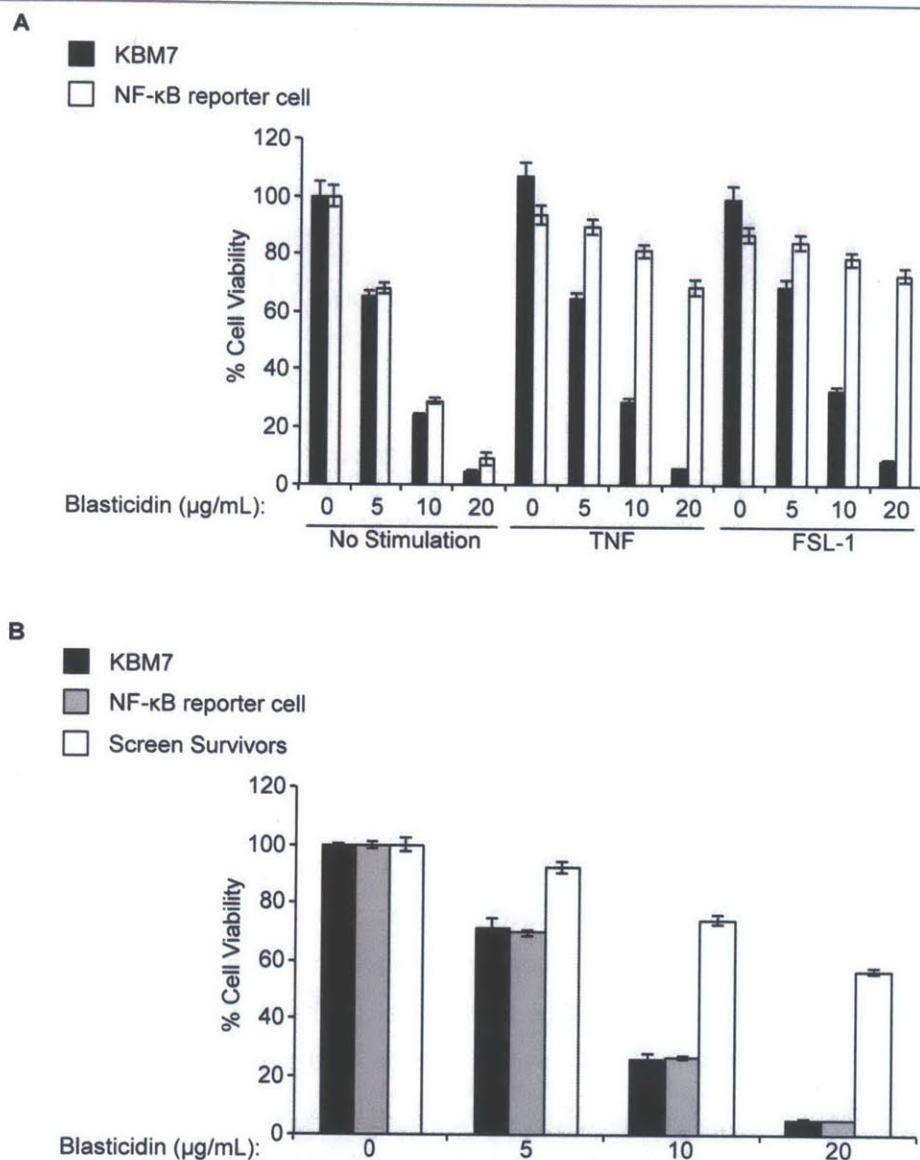 A
KBM7
NF-κB reporter cell
120
100
80
60
40
20
0
% Cell Viability
Blasticidin (µg/mL): 0 5 10 20 0 5 10 20 0 5 10 20
No Stimulation TNF FSL-1
B
KBM7
NF-κB reporter cell
Screen Survivors
120
100
80
60
40
20
0
% Cell Viability
Blasticidin (µg/mL): 0 5 10 20